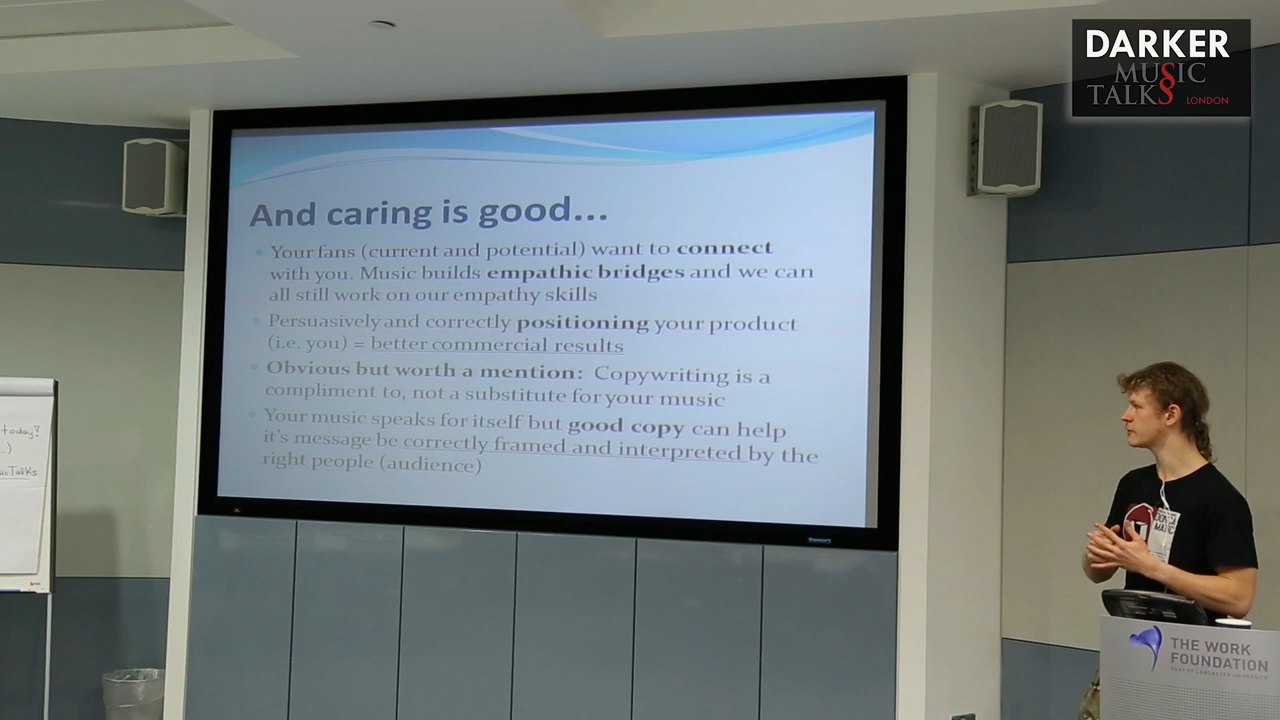 DARKER
MUSIC
TALKS LONDON
And caring is good...
Your fans (current and potential) want to connect
with you. Music builds empathic bridges and we can
all still work on our empathy skills
Persuasively and correctly positioning your product
(i.e. you) = better commercial results
Obvious but worth a mention: Copywriting is a
compliment to, not a substitute for your music
Your music speaks for itself but good copy can help
it's message be correctly framed and interpreted by the
right people (audience)
today?
THE WORK
FOUNDATION
PART OF LANCASTER UNIVERSITY